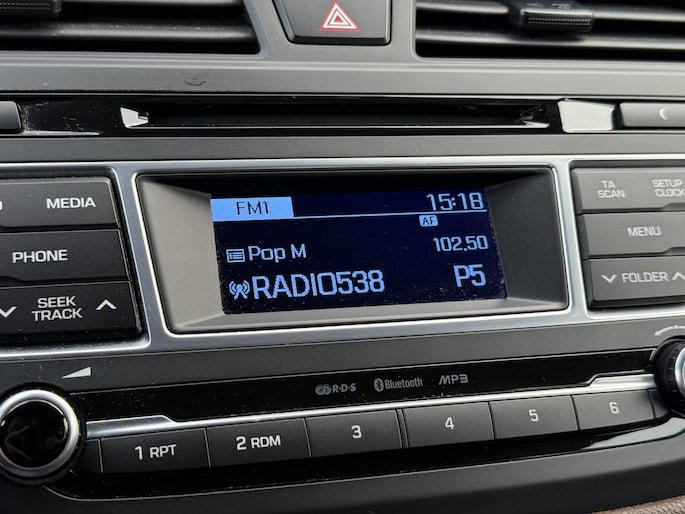 MEDIA
PHONE
SEEK
TRACK
FM1 15:18
AF
Pop M 102.50
RADIO538 P5
TA
SCAN
SETUP
CLOCK
MENU
FOLDER
R·D·S Bluetooth MP3
1 RPT 2 RDM 3 4 5 6